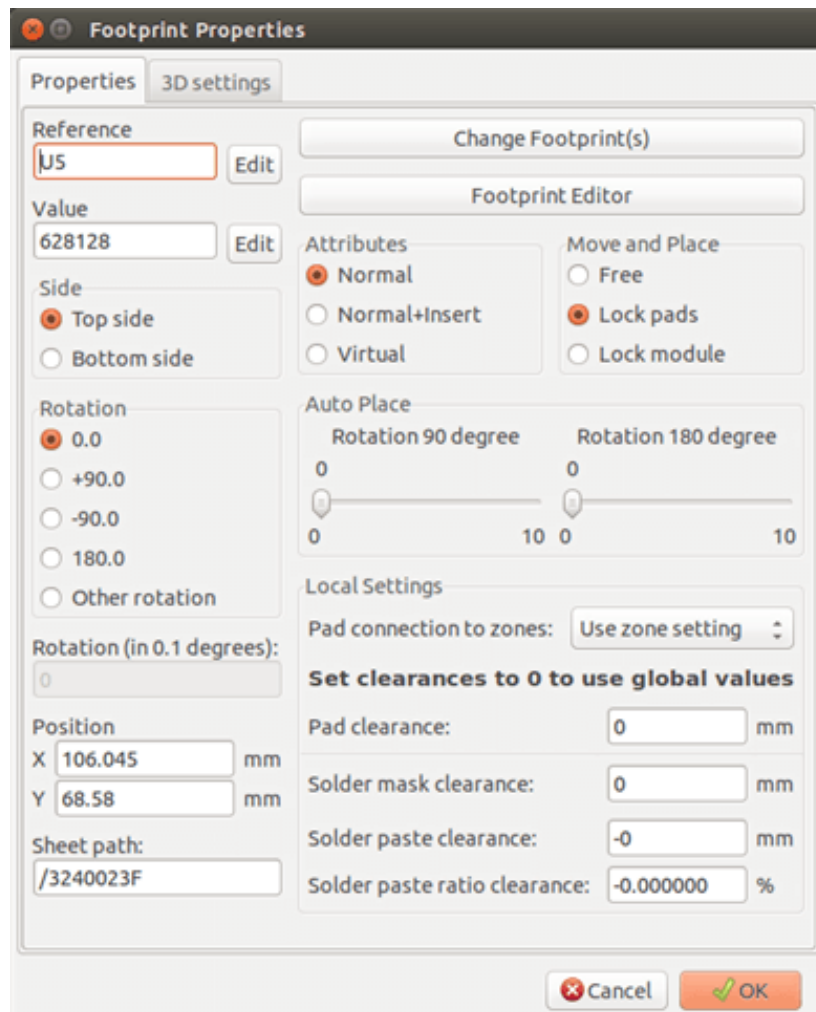 Footprint Properties
Properties
3D settings
Reference
U5
Edit
Value
628128
Edit
Side
Top side
Bottom side
Rotation
0.0
+90.0
-90.0
180.0
Other rotation
Rotation (in 0.1 degrees):
0
Position
X 106.045 mm
Y 68.58 mm
Sheet path:
/3240023F
Change Footprint(s)
Footprint Editor
Attributes
Normal
Normal+Insert
Virtual
Move and Place
Free
Lock pads
Lock module
Auto Place
Rotation 90 degree
0
0 10
Rotation 180 degree
0
0 10
Local Settings
Pad connection to zones: Use zone setting
Set clearances to 0 to use global values
Pad clearance: 0 mm
Solder mask clearance: 0 mm
Solder paste clearance: -0 mm
Solder paste ratio clearance: -0.000000 %
Cancel
OK